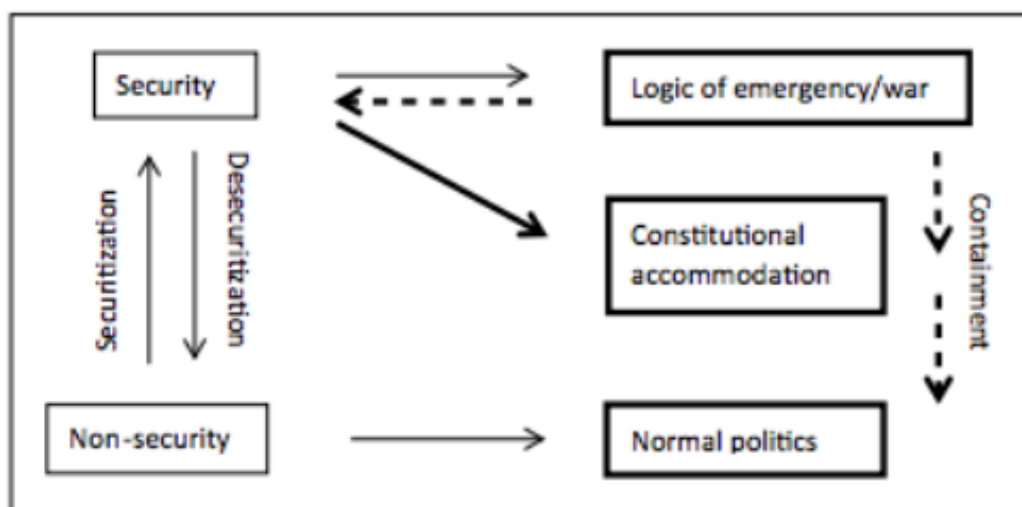 Security
Logic of emergency/war
Securitization
Desecuritization
Constitutional
accommodation
Containment
Non-security
Normal politics